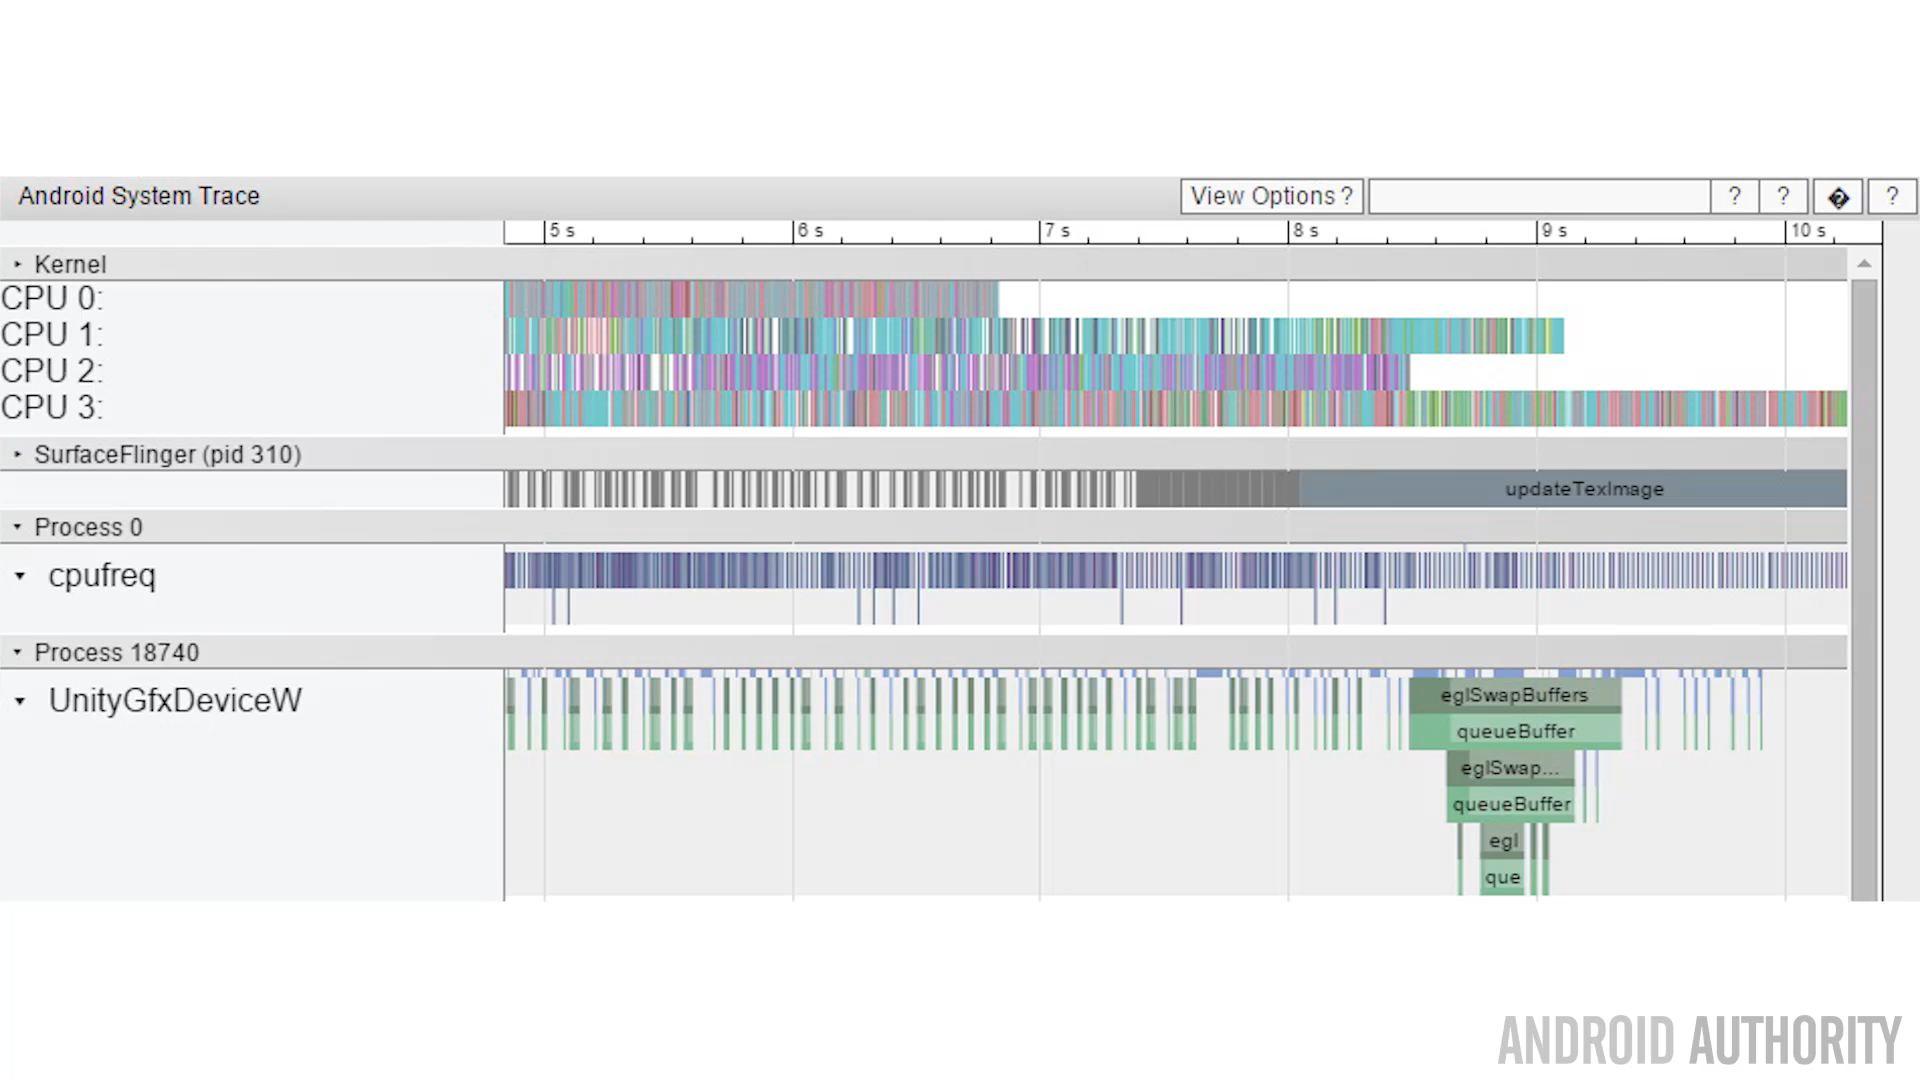 Android System Trace
View Options ? ? ? � ?
5 s 6 s 7 s 8 s 9 s 10 s
Kernel
CPU 0:
CPU 1:
CPU 2:
CPU 3:
SurfaceFlinger (pid 310)
updateTexImage
Process 0
cpufreq
Process 18740
UnityGfxDeviceW
eglSwapBuffers
queueBuffer
eglSwap...
queueBuffer
egl
que
ANDROID AUTHORITY